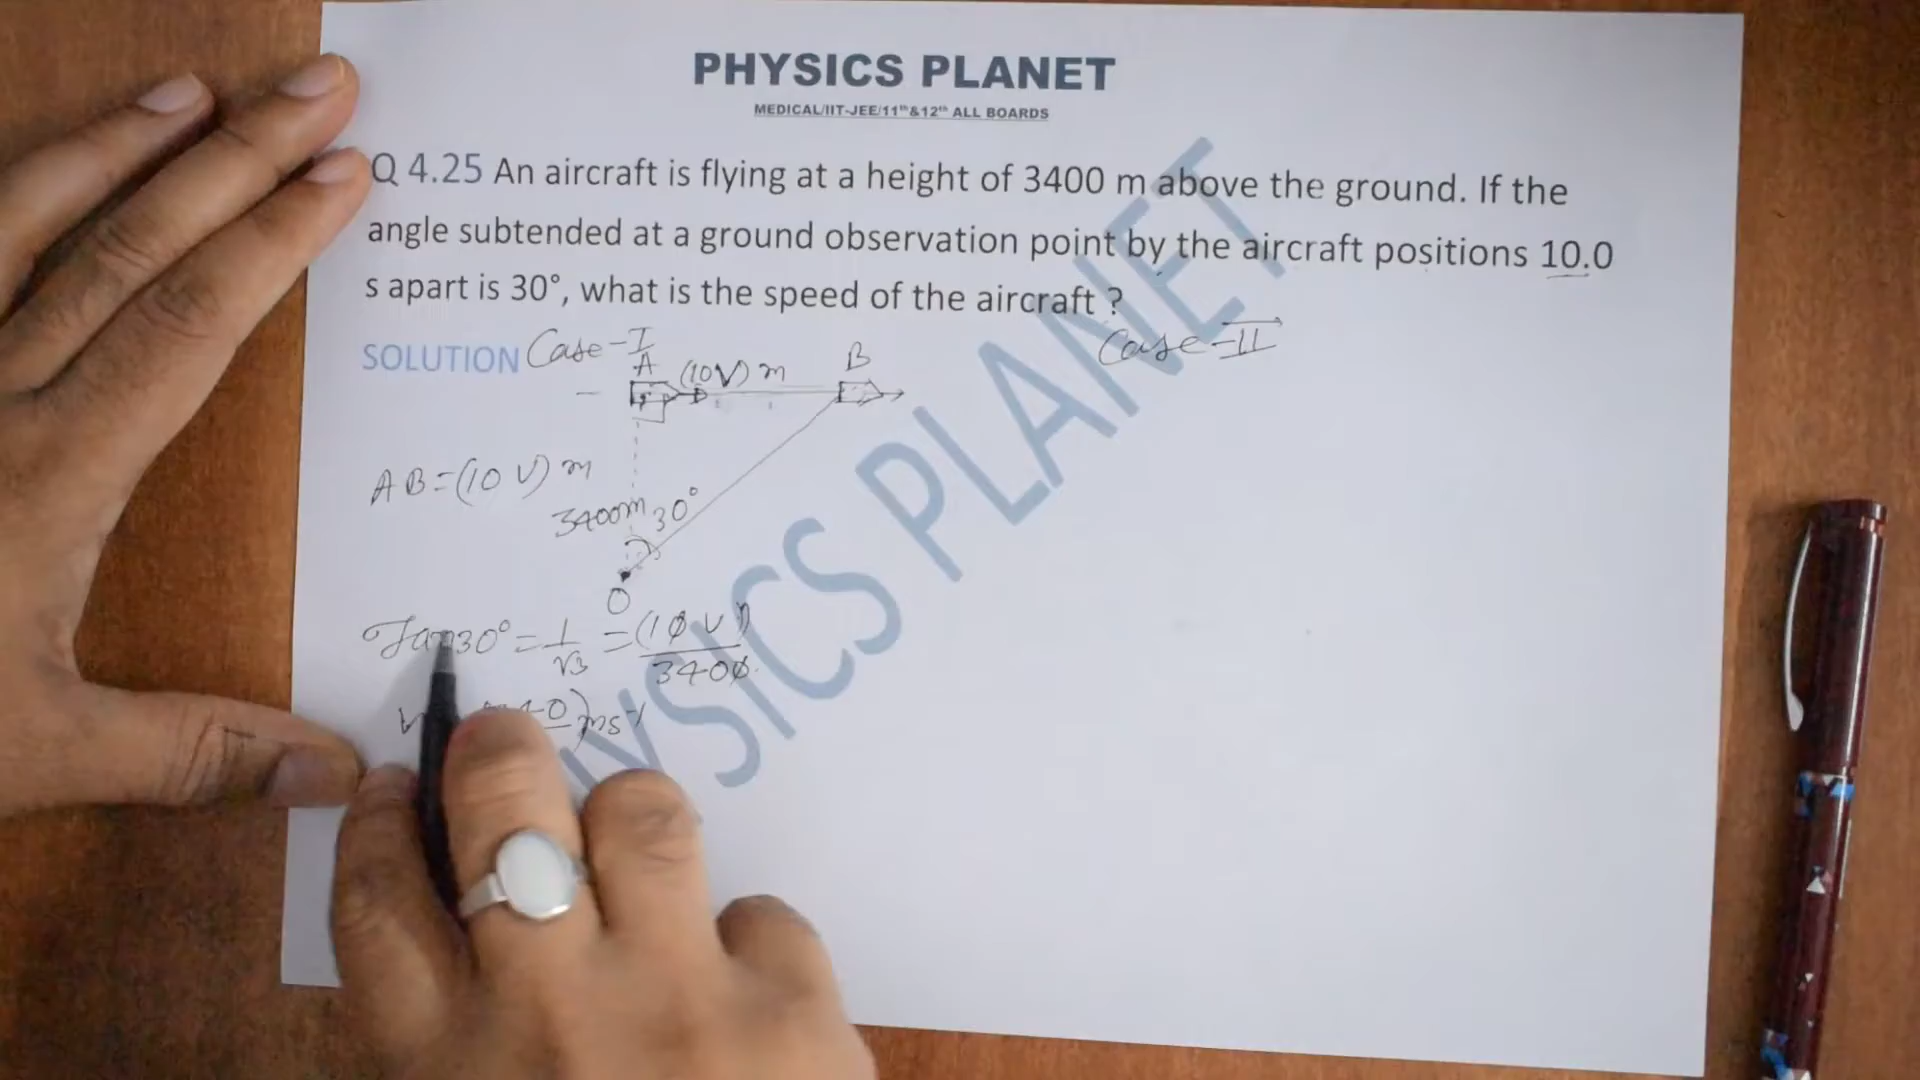 PHYSICS PLANET
MEDICAL/IIT-JEE/11th&12th ALL BOARDS
Q 4.25 An aircraft is flying at a height of 3400 m above the ground. If the
angle subtended at a ground observation point by the aircraft positions 10.0
s apart is 30°, what is the speed of the aircraft ?
SOLUTION Case-I
Case-II
A (10V) m B
AB=(10 V) m
3400m 30°
O
Tan30° = 1/√3 = (10 V)/3400
0)ms-1
PHYSICS PLANET